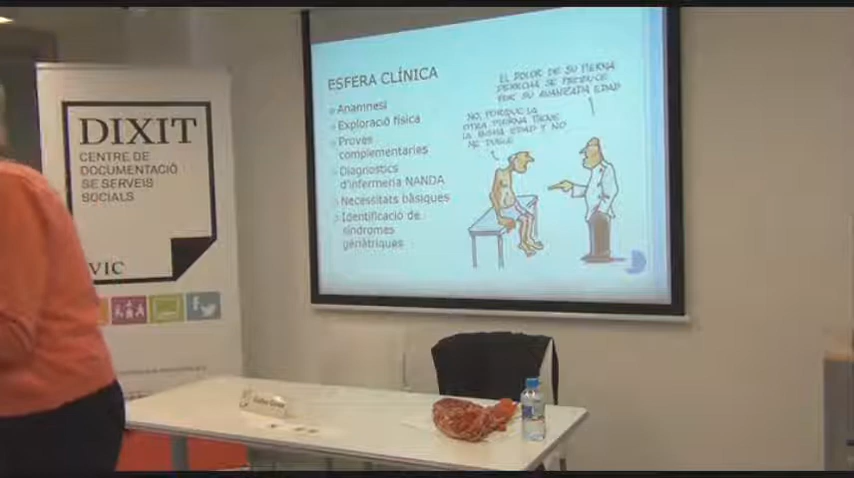 DIXIT
CENTRE DE
DOCUMENTACIÓ
DE SERVEIS
SOCIALS
VIC
ESFERA CLÍNICA
Anamnesi
Exploració física
Proves
complementaries
Diagnostics
d'infermeria NANDA
Necessitats bàsiques
Identificació de
síndromes
geriàtriques
EL DOLOR DE SU PIERNA
DERECHA SE PRODUCE
POR SU AVANZADA EDAD
NO, PORQUE LA
OTRA PIERNA TIENE
LA MISMA EDAD Y NO
ME DUELE